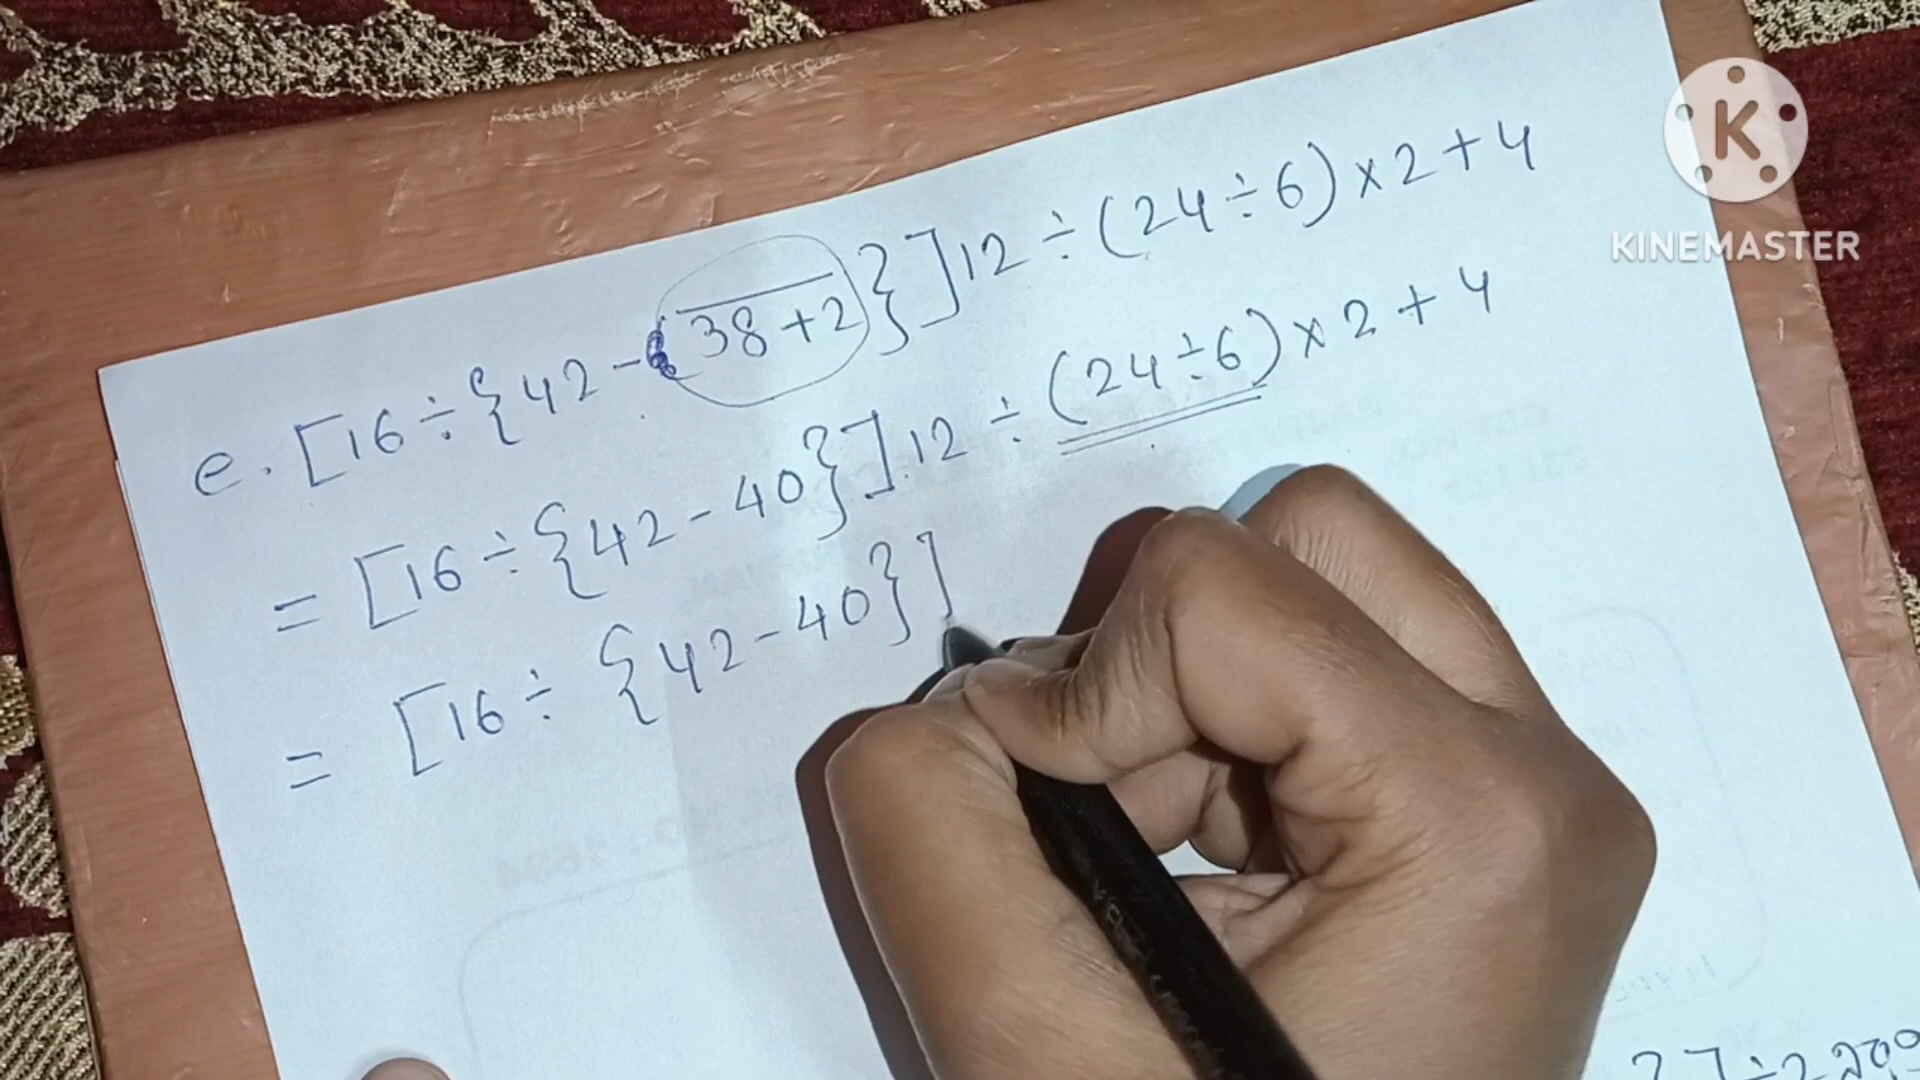 K
KINEMASTER
e. [16 ÷ {42 - \overline{38+2}}] 12 ÷ (24 ÷ 6) × 2 + 4
= [16 ÷ {42 - 40}] 12 ÷ (24 ÷ 6) × 2 + 4
= [16 ÷ {42 - 40}]